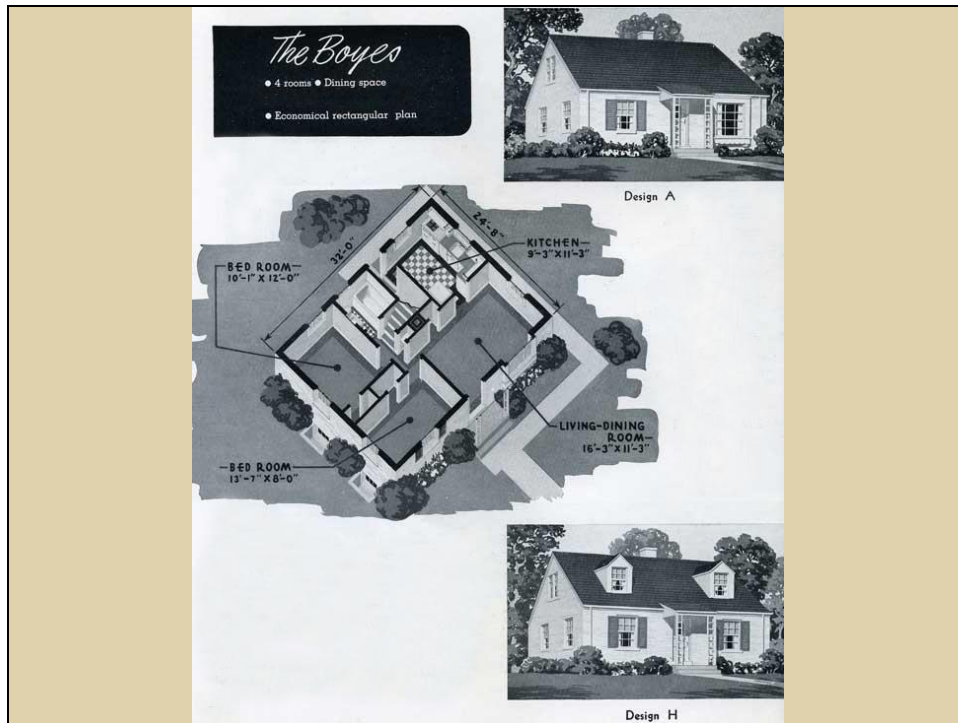 The Boyes
• 4 rooms • Dining space
• Economical rectangular plan
Design A
32'-0"
24'-8"
KITCHEN
9'-3" X 11'-3"
BED ROOM
10'-1" X 12'-0"
LIVING-DINING
ROOM
16'-3" X 11'-3"
BED ROOM
13'-7" X 8'-0"
Design H